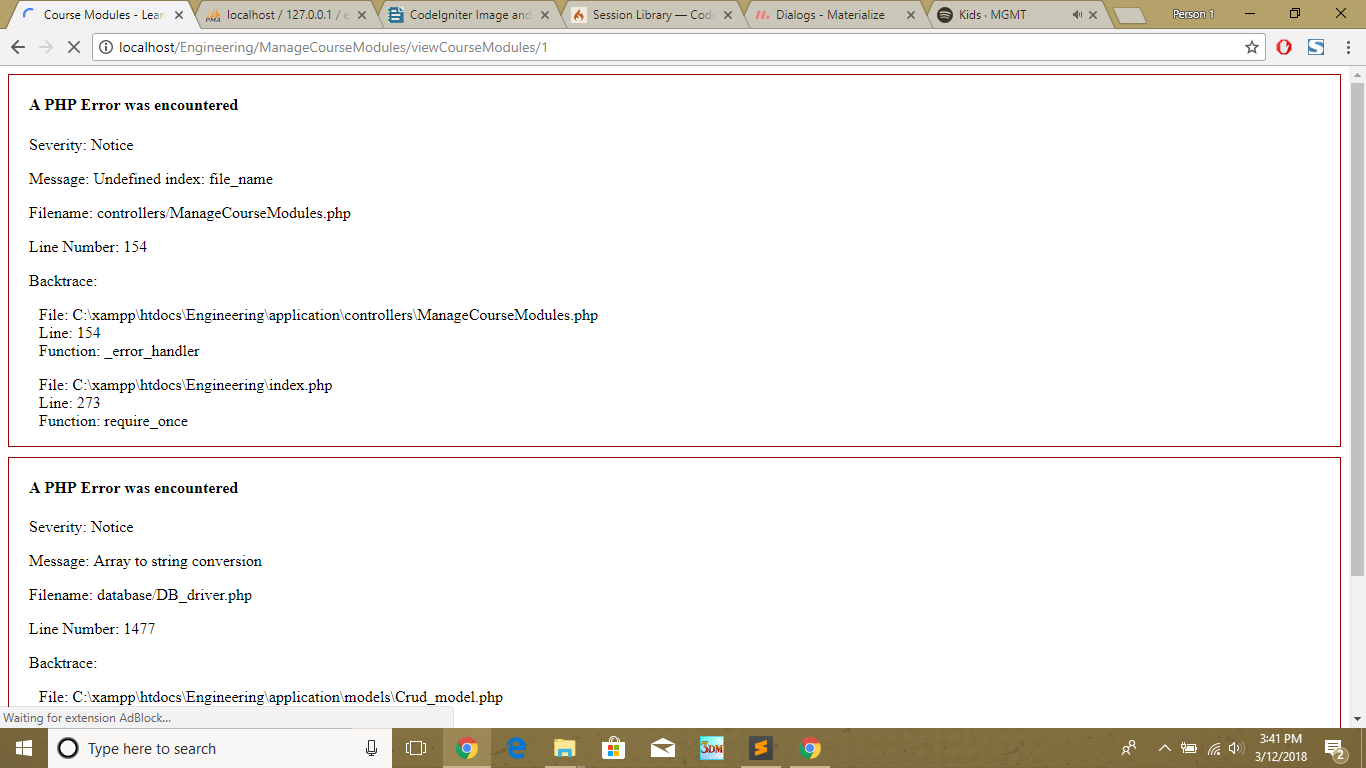 Course Modules - Lear
localhost / 127.0.0.1 / e
CodeIgniter Image and
Session Library — Cod
Dialogs - Materialize
Kids · MGMT
Person 1
localhost/Engineering/ManageCourseModules/viewCourseModules/1
A PHP Error was encountered
Severity: Notice
Message: Undefined index: file_name
Filename: controllers/ManageCourseModules.php
Line Number: 154
Backtrace:
File: C:\xampp\htdocs\Engineering\application\controllers\ManageCourseModules.php
Line: 154
Function: _error_handler
File: C:\xampp\htdocs\Engineering\index.php
Line: 273
Function: require_once
A PHP Error was encountered
Severity: Notice
Message: Array to string conversion
Filename: database/DB_driver.php
Line Number: 1477
Backtrace:
File: C:\xampp\htdocs\Engineering\application\models\Crud_model.php
Waiting for extension AdBlock...
Type here to search
3DM
3:41 PM
3/12/2018
2